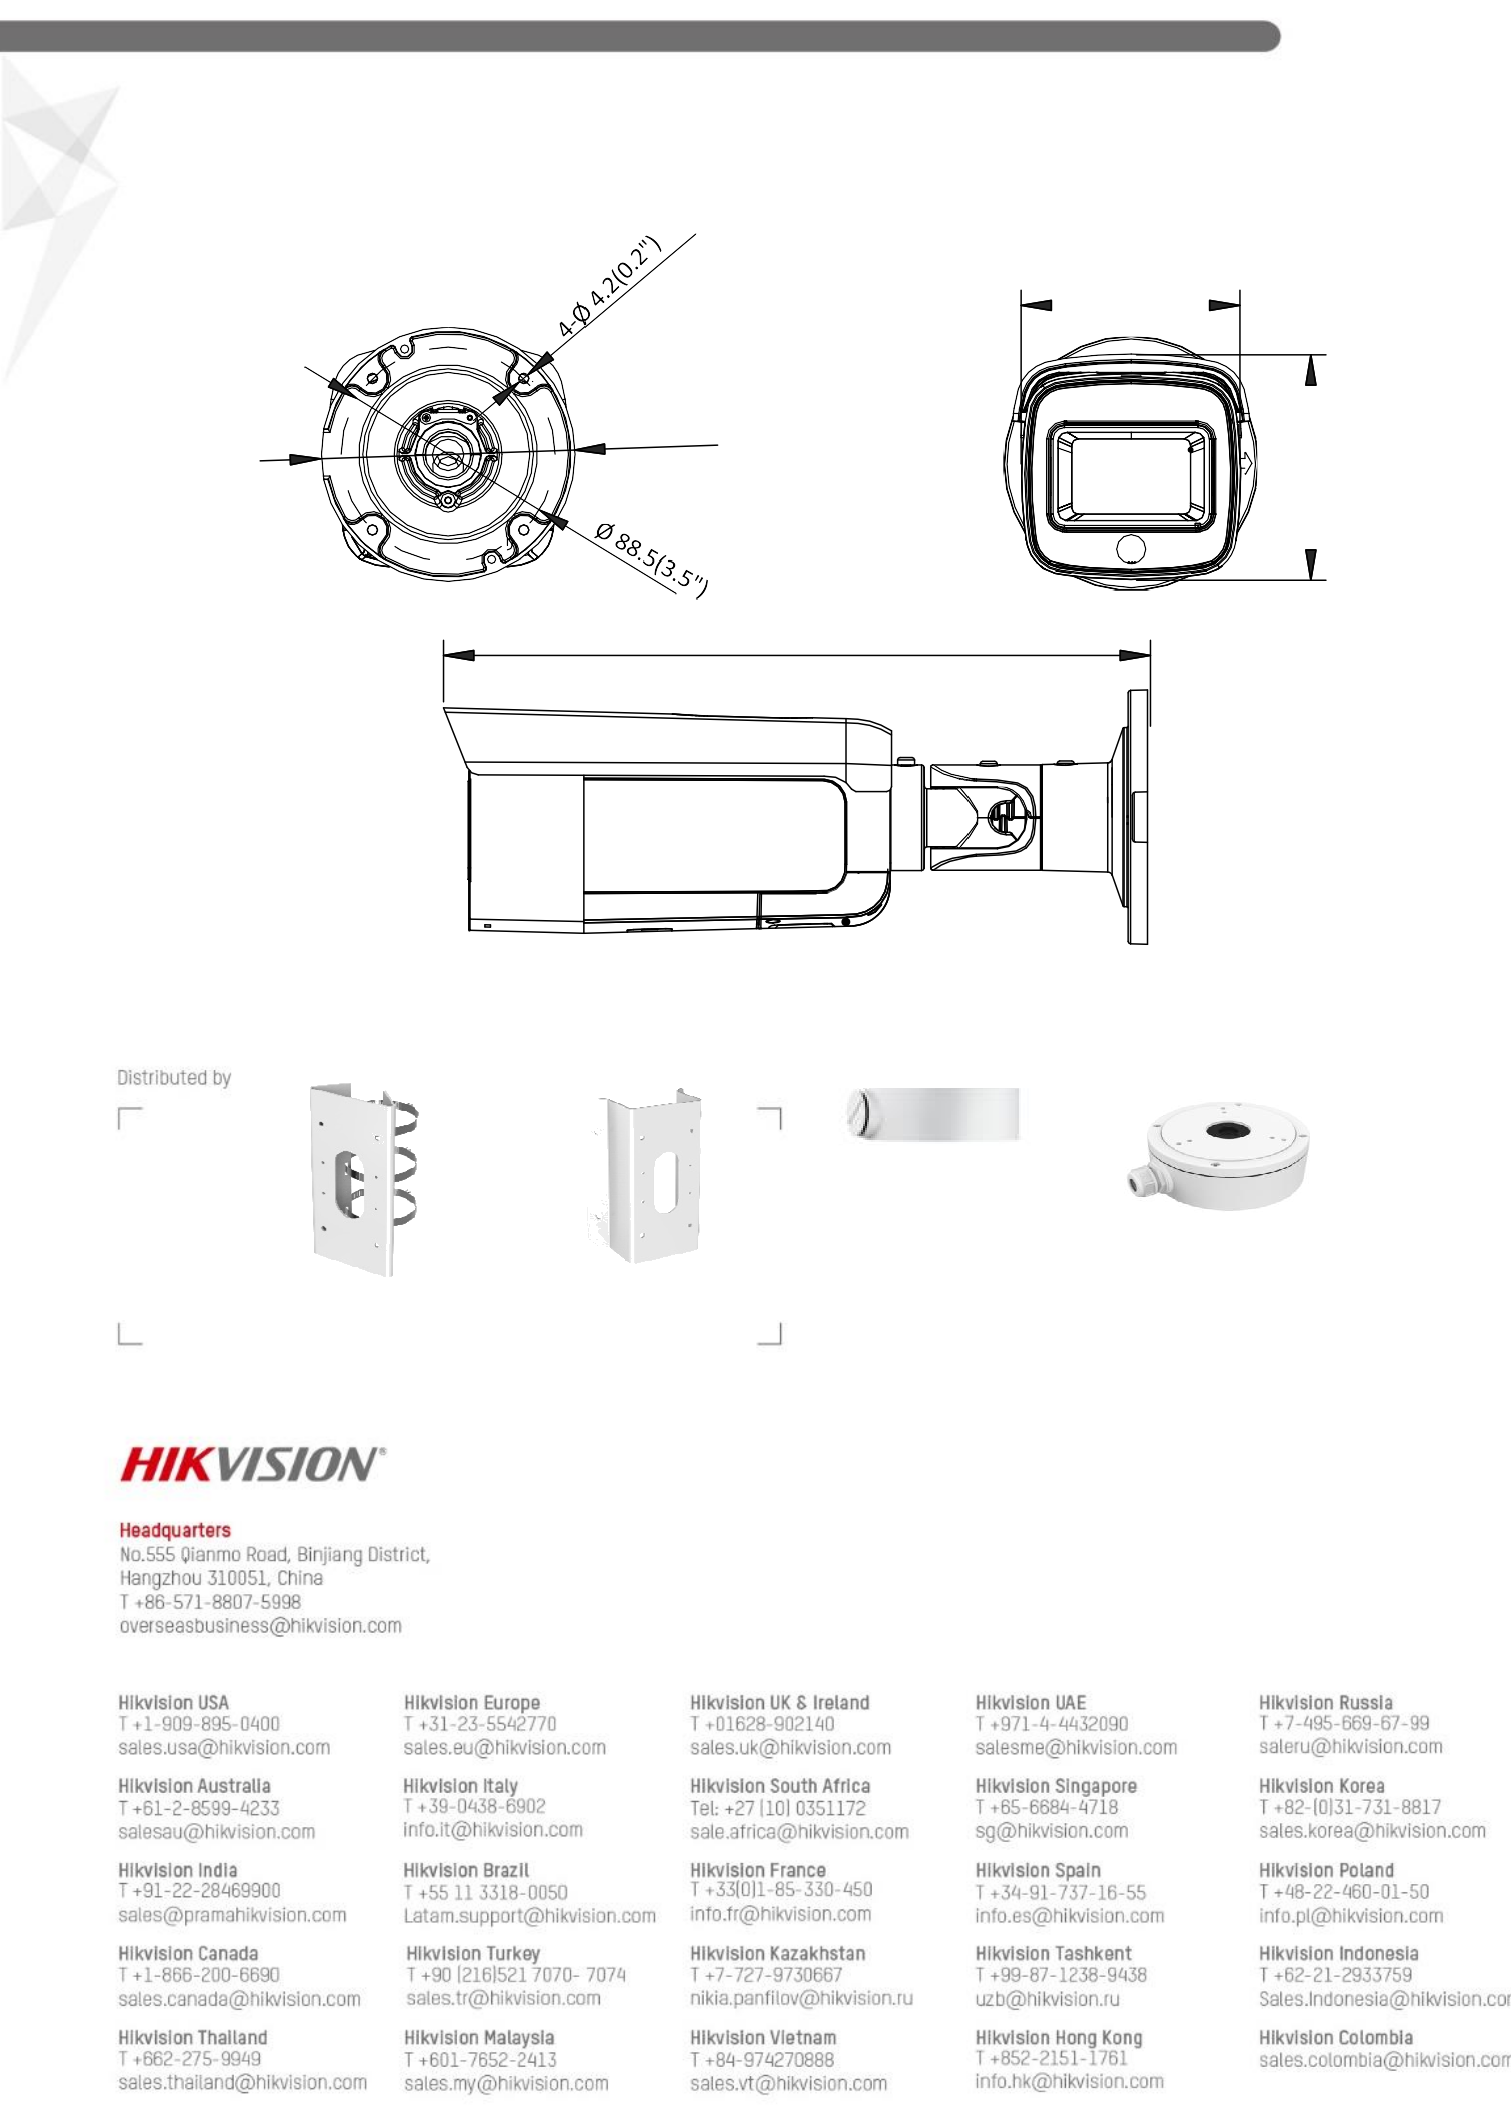 4-Ø 4.2(0.2")
Ø 88.5(3.5")
Distributed by
HIKVISION®
Headquarters
No.555 Qianmo Road, Binjiang District,
Hangzhou 310051, China
T +86-571-8807-5998
overseasbusiness@hikvision.com
Hikvision USA
T +1-909-895-0400
sales.usa@hikvision.com
Hikvision Europe
T +31-23-5542770
sales.eu@hikvision.com
Hikvision UK & Ireland
T +01628-902140
sales.uk@hikvision.com
Hikvision UAE
T +971-4-4432090
salesme@hikvision.com
Hikvision Russia
T +7-495-669-67-99
saleru@hikvision.com
Hikvision Australia
T +61-2-8599-4233
salesau@hikvision.com
Hikvision Italy
T +39-0438-6902
info.it@hikvision.com
Hikvision South Africa
Tel: +27 (10) 0351172
sale.africa@hikvision.com
Hikvision Singapore
T +65-6684-4718
sg@hikvision.com
Hikvision Korea
T +82-(0)31-731-8817
sales.korea@hikvision.com
Hikvision India
T +91-22-28469900
sales@pramahikvision.com
Hikvision Brazil
T +55 11 3318-0050
Latam.support@hikvision.com
Hikvision France
T +33(0)1-85-330-450
info.fr@hikvision.com
Hikvision Spain
T +34-91-737-16-55
info.es@hikvision.com
Hikvision Poland
T +48-22-460-01-50
info.pl@hikvision.com
Hikvision Canada
T +1-866-200-6690
sales.canada@hikvision.com
Hikvision Turkey
T +90 (216)521 7070- 7074
sales.tr@hikvision.com
Hikvision Kazakhstan
T +7-727-9730667
nikia.panfilov@hikvision.ru
Hikvision Tashkent
T +99-87-1238-9438
uzb@hikvision.ru
Hikvision Indonesia
T +62-21-2933759
Sales.Indonesia@hikvision.co
Hikvision Thailand
T +662-275-9949
sales.thailand@hikvision.com
Hikvision Malaysia
T +601-7652-2413
sales.my@hikvision.com
Hikvision Vietnam
T +84-974270888
sales.vt@hikvision.com
Hikvision Hong Kong
T +852-2151-1761
info.hk@hikvision.com
Hikvision Colombia
sales.colombia@hikvision.com